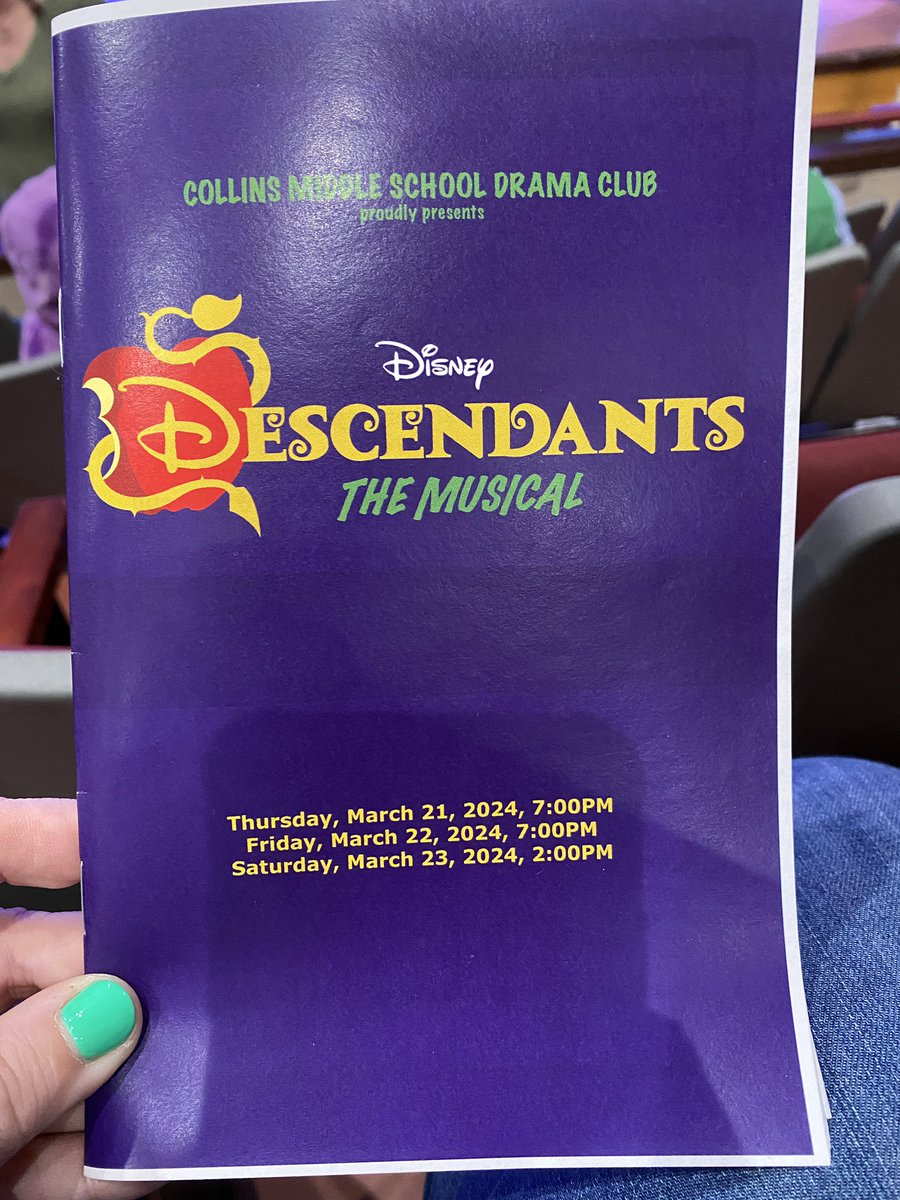 COLLINS MIDDLE SCHOOL DRAMA CLUB
proudly presents
Disney
DESCENDANTS
THE MUSICAL
Thursday, March 21, 2024, 7:00PM
Friday, March 22, 2024, 7:00PM
Saturday, March 23, 2024, 2:00PM